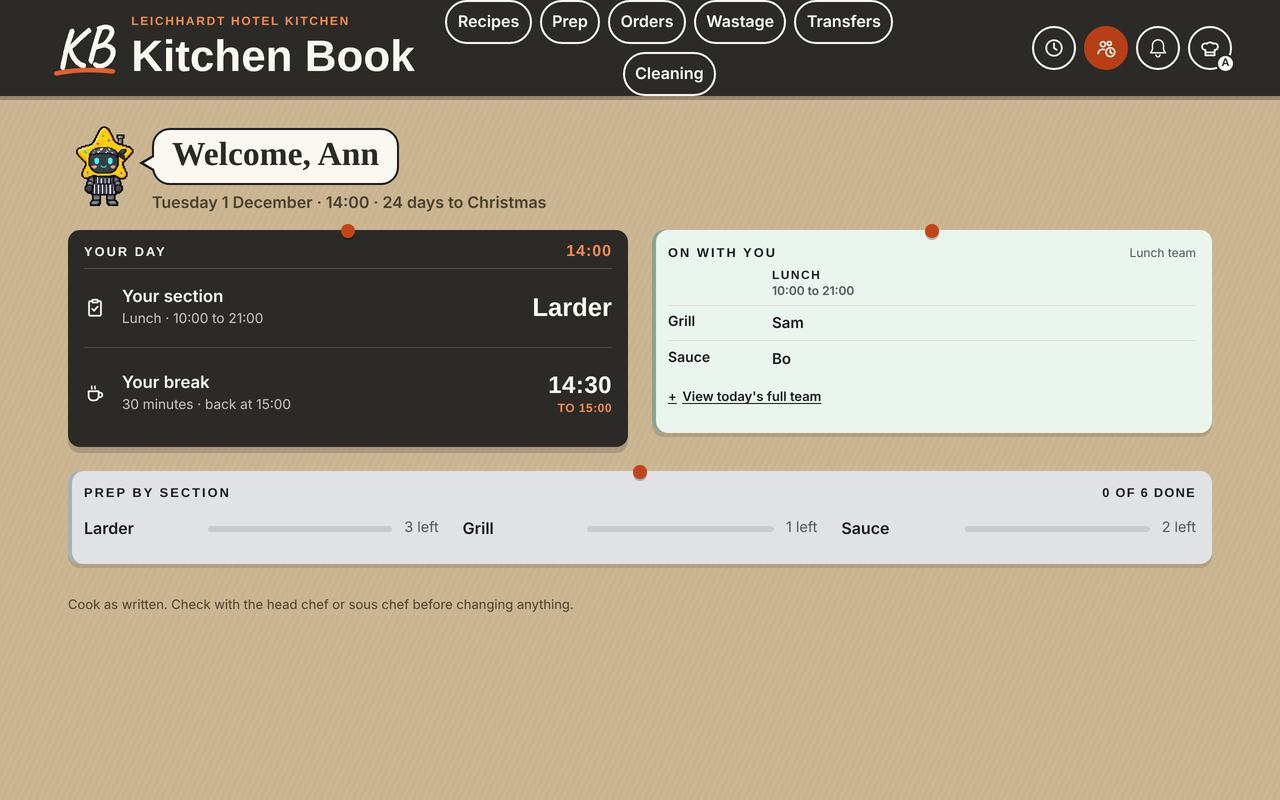 KB
LEICHHARDT HOTEL KITCHEN
Kitchen Book
Recipes Prep Orders Wastage Transfers
Cleaning
A
Welcome, Ann
Tuesday 1 December · 14:00 · 24 days to Christmas
YOUR DAY 14:00
Your section
Lunch · 10:00 to 21:00
Larder
Your break
30 minutes · back at 15:00
14:30
TO 15:00
ON WITH YOU Lunch team
LUNCH
10:00 to 21:00
Grill Sam
Sauce Bo
+ View today's full team
PREP BY SECTION 0 OF 6 DONE
Larder 3 left Grill 1 left Sauce 2 left
Cook as written. Check with the head chef or sous chef before changing anything.